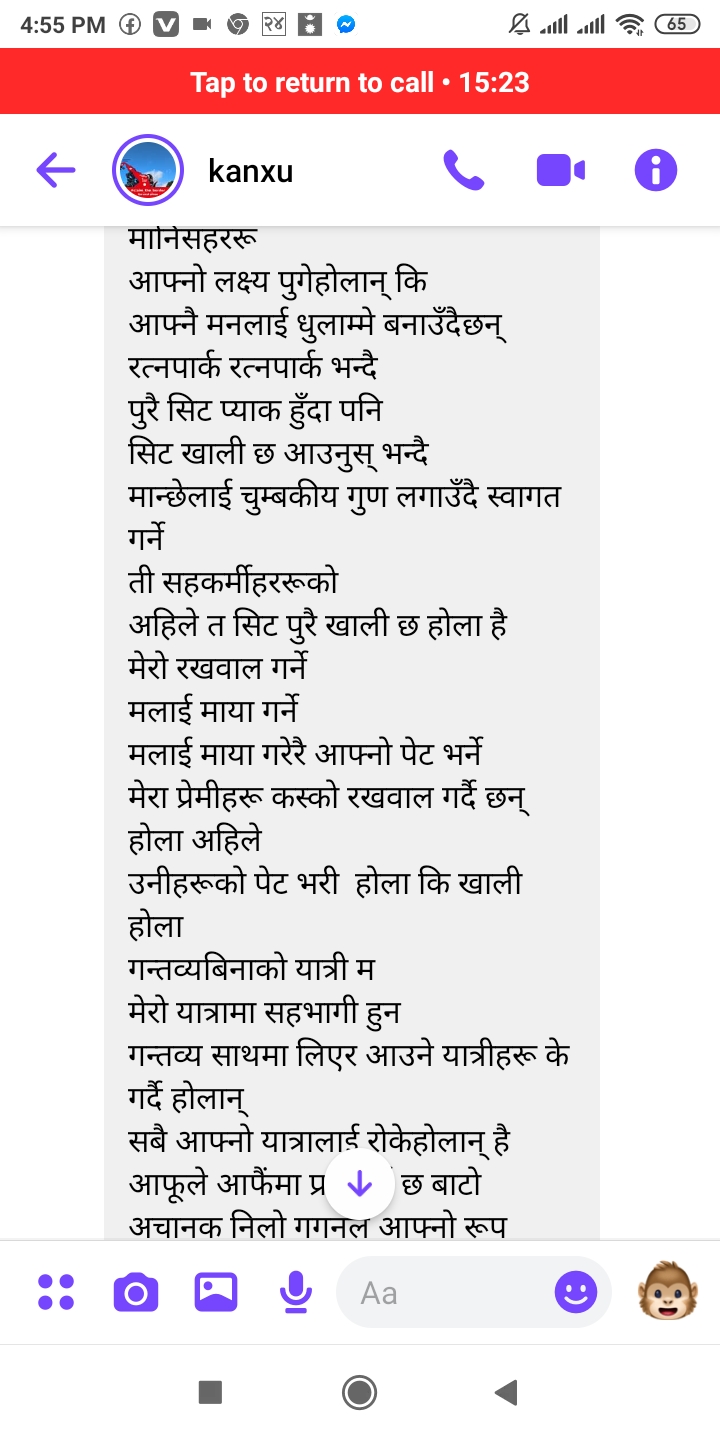 4:55 PM
२४
65
Tap to return to call • 15:23
kanxu
मानिसहररू
आफ्नो लक्ष्य पुगेहोलान् कि
आफ्नै मनलाई धुलाम्मे बनाउँदैछन्
रत्नपार्क रत्नपार्क भन्दै
पुरै सिट प्याक हुँदा पनि
सिट खाली छ आउनुस् भन्दै
मान्छेलाई चुम्बकीय गुण लगाउँदै स्वागत
गर्ने
ती सहकर्मीहररूको
अहिले त सिट पुरै खाली छ होला है
मेरो रखवाल गर्ने
मलाई माया गर्ने
मलाई माया गरेरै आफ्नो पेट भर्ने
मेरा प्रेमीहरू कस्को रखवाल गर्दै छन्
होला अहिले
उनीहरूको पेट भरी होला कि खाली
होला
गन्तव्यबिनाको यात्री म
मेरो यात्रामा सहभागी हुन
गन्तव्य साथमा लिएर आउने यात्रीहरू के
गर्दै होलान्
सबै आफ्नो यात्रालाई रोकेहोलान् है
आफूले आफैंमा छ बाटो
अचानक निलो गगनले आफ्नो रूप
Aa